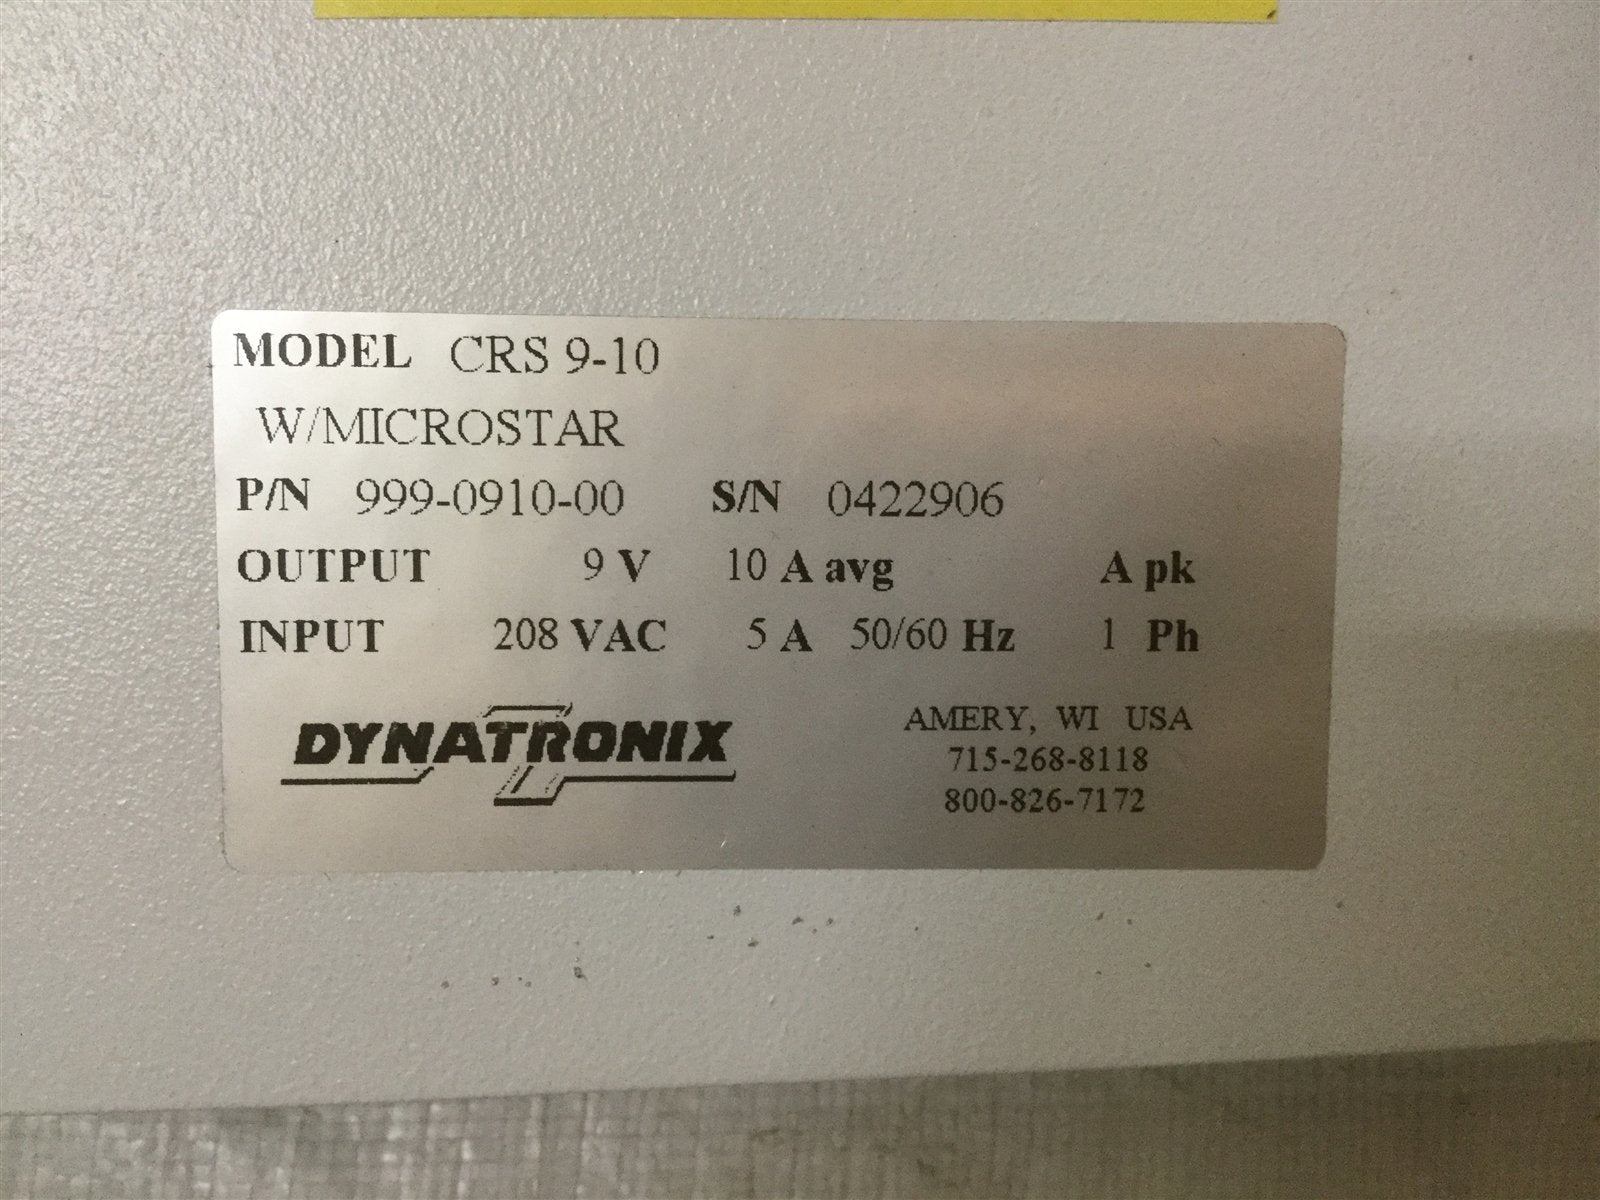 MODEL CRS 9-10
W/MICROSTAR
P/N 999-0910-00 S/N 0422906
OUTPUT 9 V 10 A avg A pk
INPUT 208 VAC 5 A 50/60 Hz 1 Ph
DYNATRONIX
AMERY, WI USA
715-268-8118
800-826-7172